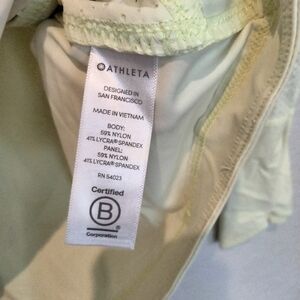 ATHLETA
DESIGNED IN
SAN FRANCISCO
MADE IN VIETNAM
BODY:
59% NYLON
41% LYCRA® SPANDEX
PANEL:
59% NYLON
41% LYCRA® SPANDEX
RN 54023
Certified
B
Corporation